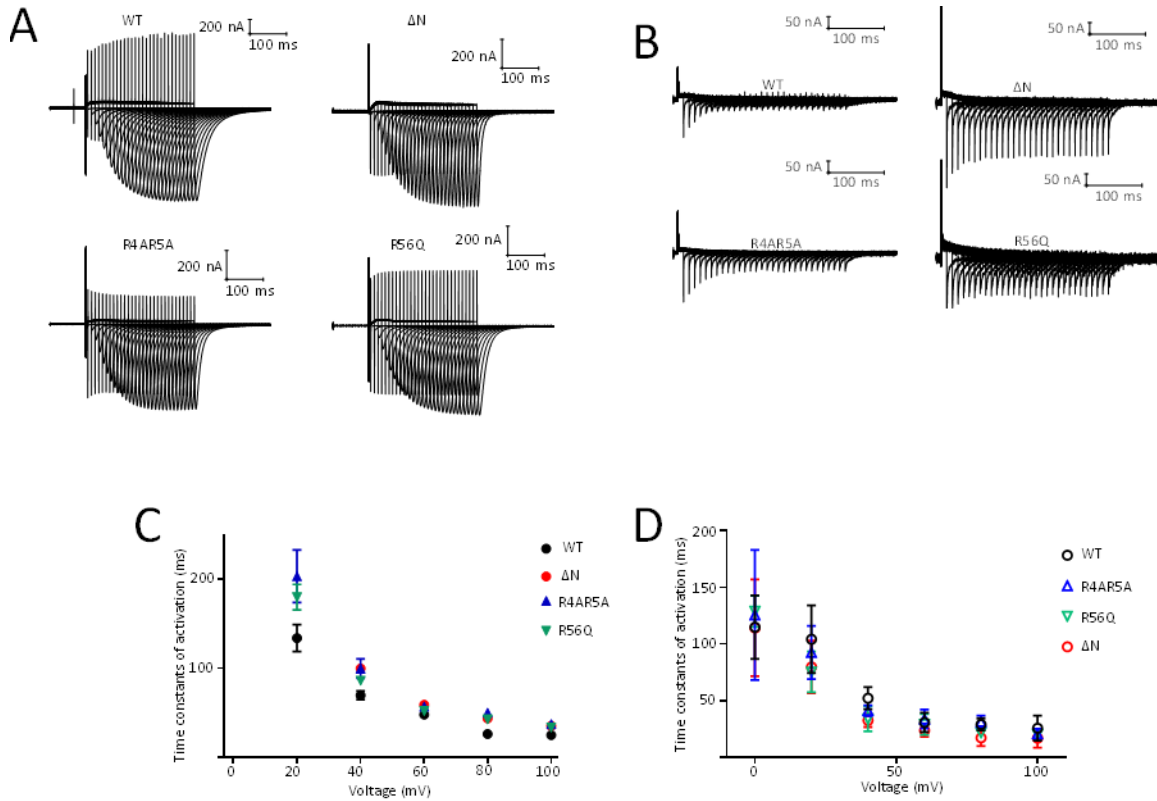 A
WT
200 nA
100 ms
ΔN
200 nA
100 ms
R4AR5A
200 nA
100 ms
R56Q
200 nA
100 ms
B
50 nA
100 ms
WT
50 nA
100 ms
ΔN
50 nA
100 ms
R4AR5A
50 nA
100 ms
R56Q
C
Time constants of activation (ms)
200
100
0
20
40
60
80
100
Voltage (mV)
WT
ΔN
R4AR5A
R56Q
D
Time constants of activation (ms)
200
150
100
50
0
50
100
Voltage (mV)
WT
R4AR5A
R56Q
ΔN